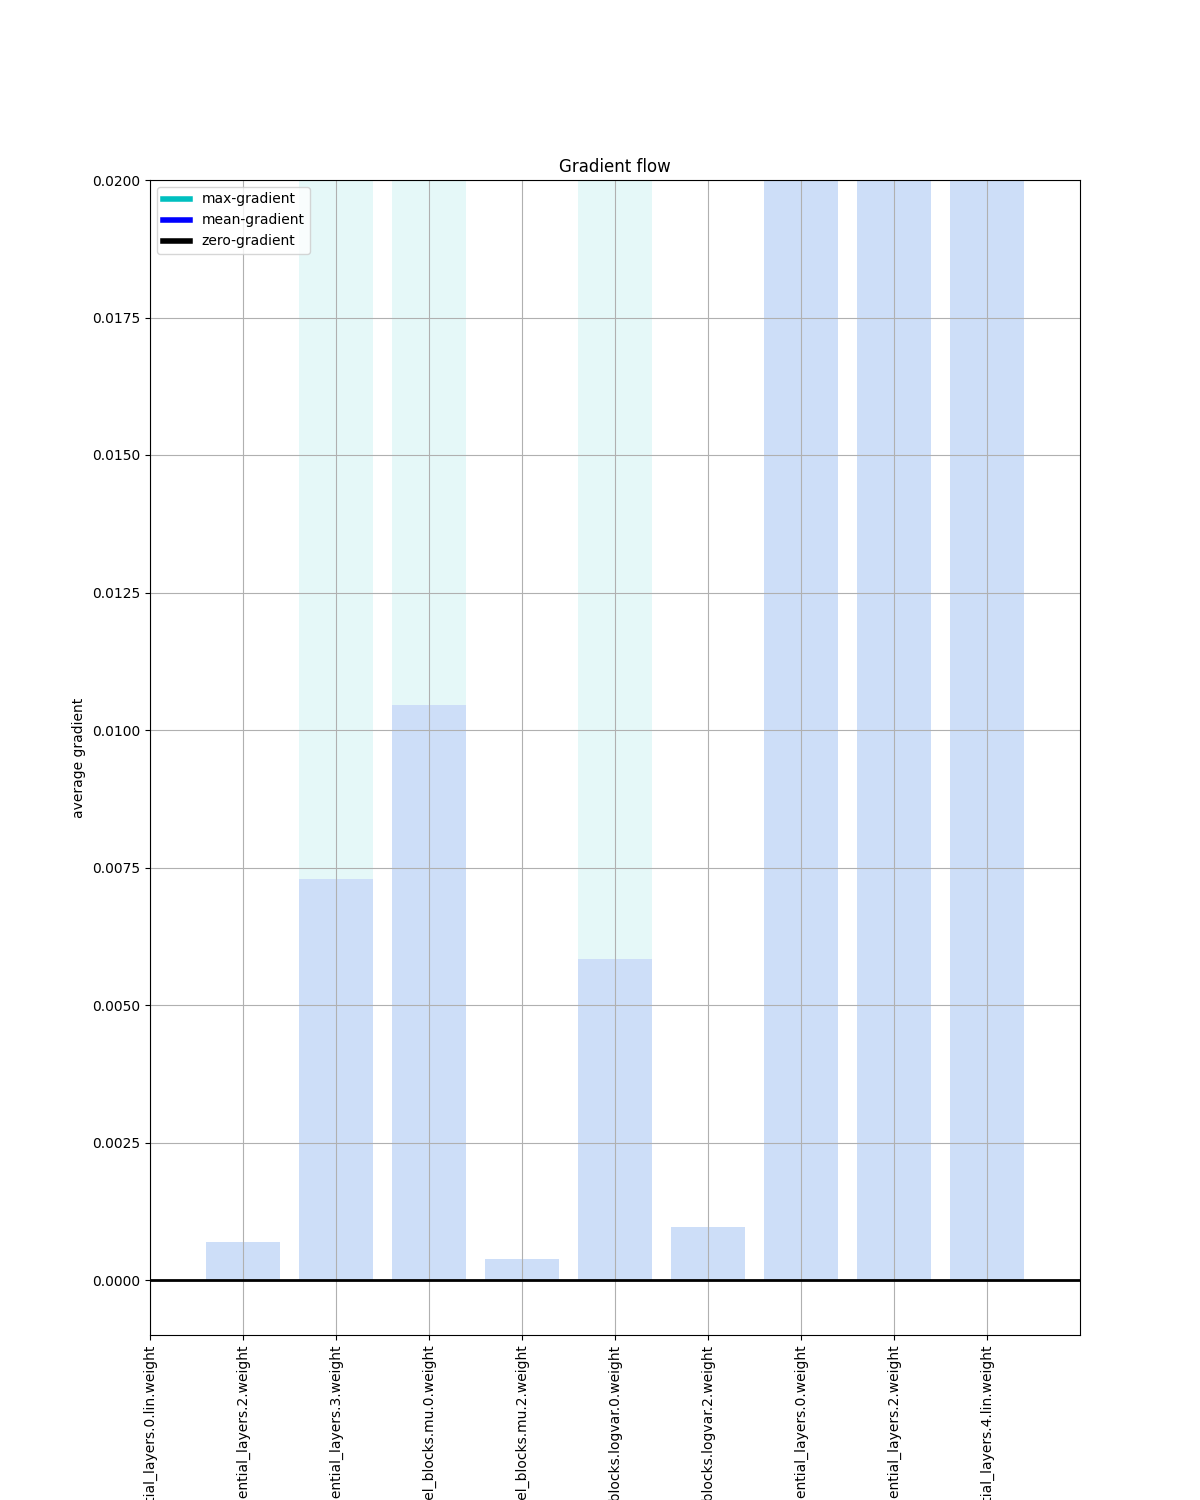 Gradient flow
max-gradient
mean-gradient
zero-gradient
0.0200
0.0175
0.0150
0.0125
0.0100
0.0075
0.0050
0.0025
0.0000
average gradient
tial_layers.0.lin.weight
ential_layers.2.weight
ential_layers.3.weight
el_blocks.mu.0.weight
el_blocks.mu.2.weight
blocks.logvar.0.weight
blocks.logvar.2.weight
ential_layers.0.weight
ential_layers.2.weight
tial_layers.4.lin.weight